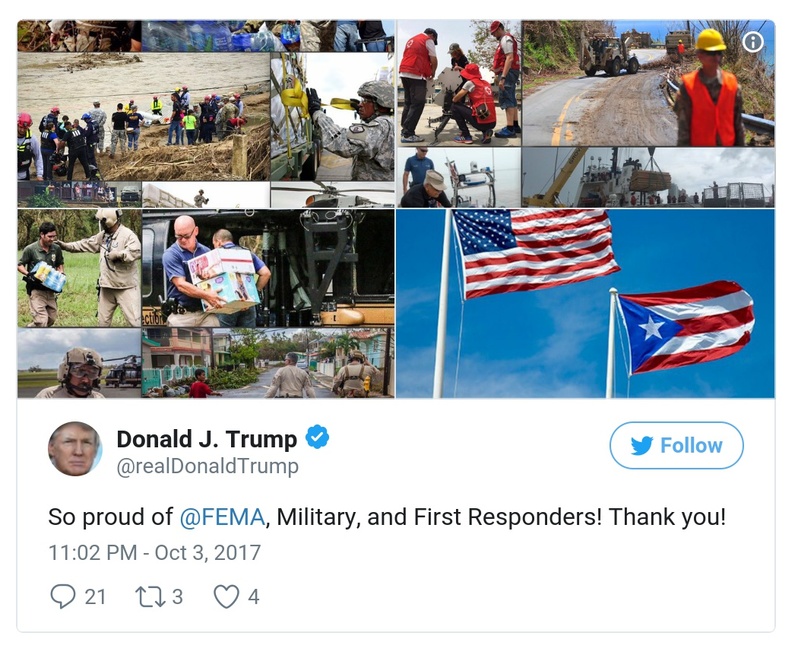 Donald J. Trump
@realDonaldTrump
Follow
So proud of @FEMA, Military, and First Responders! Thank you!
11:02 PM - Oct 3, 2017
21 3 4